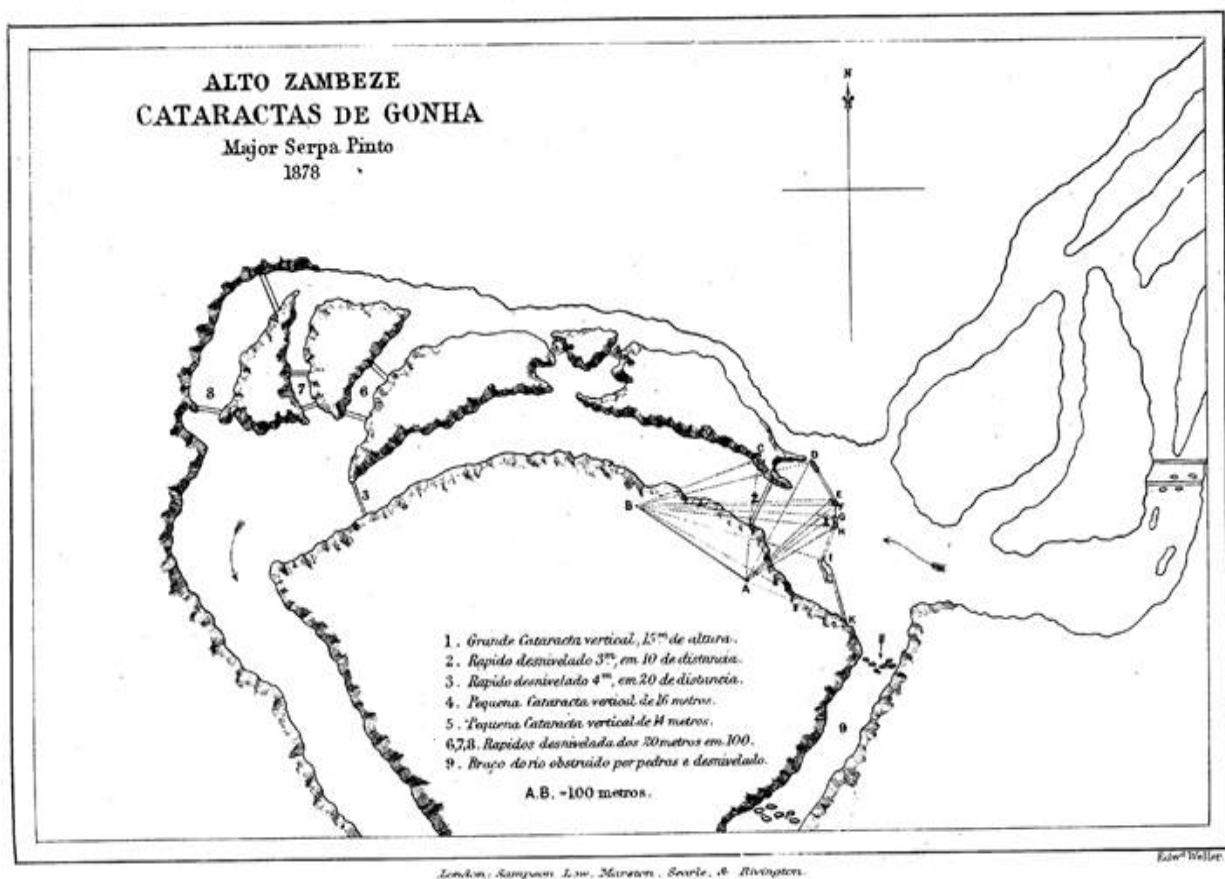 ALTO ZAMBEZE
CATARACTAS DE GONHA
Major Serpa Pinto
1878
N
8
7
6
3
C
D
2
B
E
G
H
I
A
K
9
1. Grande Cataracta vertical, 15m de altura.
2. Rapido desnivelado 3m, em 10 de distancia.
3. Rapido desnivelado 4m, em 20 de distancia.
4. Pequena Cataracta vertical de 16 metros.
5. Pequena Cataracta vertical de 14 metros.
6,7,8. Rapidos desnivelada dos 20 metros em 100.
9. Braço do rio obstruido por pedras e desnivelado.
A.B. = 100 metros.
Edwd Weller
London: Sampson Low, Marston, Searle, & Rivington.